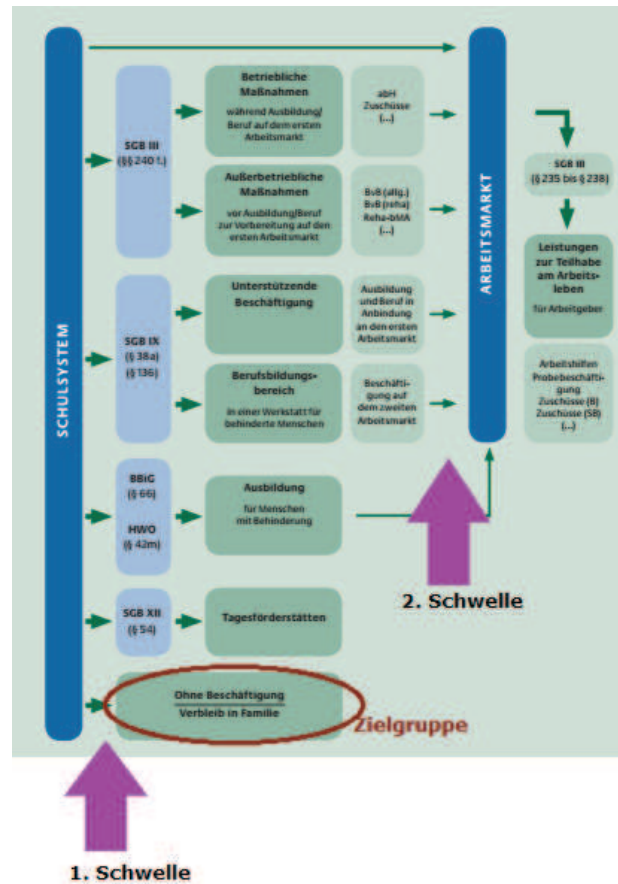 SCHULSYSTEM
SGB III
(§§ 240 f.)
Betriebliche
Maßnahmen
während Ausbildung/
Beruf auf dem ersten
Arbeitsmarkt
abH
Zuschüsse
(...)
Außerbetriebliche
Maßnahmen
vor Ausbildung/Beruf
zur Vorbereitung auf den
ersten Arbeitsmarkt
BvB (allg.)
BvB (reha)
Reha-bMA
(...)
SGB IX
(§ 38a)
(§ 136)
Unterstützende
Beschäftigung
Ausbildung
und Beruf in
Anbindung
an den ersten
Arbeitsmarkt
Berufsbildungs-
bereich
in einer Werkstatt für
behinderte Menschen
Beschäfti-
gung auf
dem zweiten
Arbeitsmarkt
BBiG
(§ 66)
HWO
(§ 42m)
Ausbildung
für Menschen
mit Behinderung
SGB XII
(§ 54)
Tagesförderstätten
Ohne Beschäftigung
Verbleib in Familie
Zielgruppe
ARBEITSMARKT
SGB III
(§ 235 bis § 238)
Leistungen
zur Teilhabe
am Arbeits-
leben
für Arbeitgeber
Arbeitshilfen
Probebeschäfti-
gung
Zuschüsse (B)
Zuschüsse (SB)
(...)
2. Schwelle
1. Schwelle